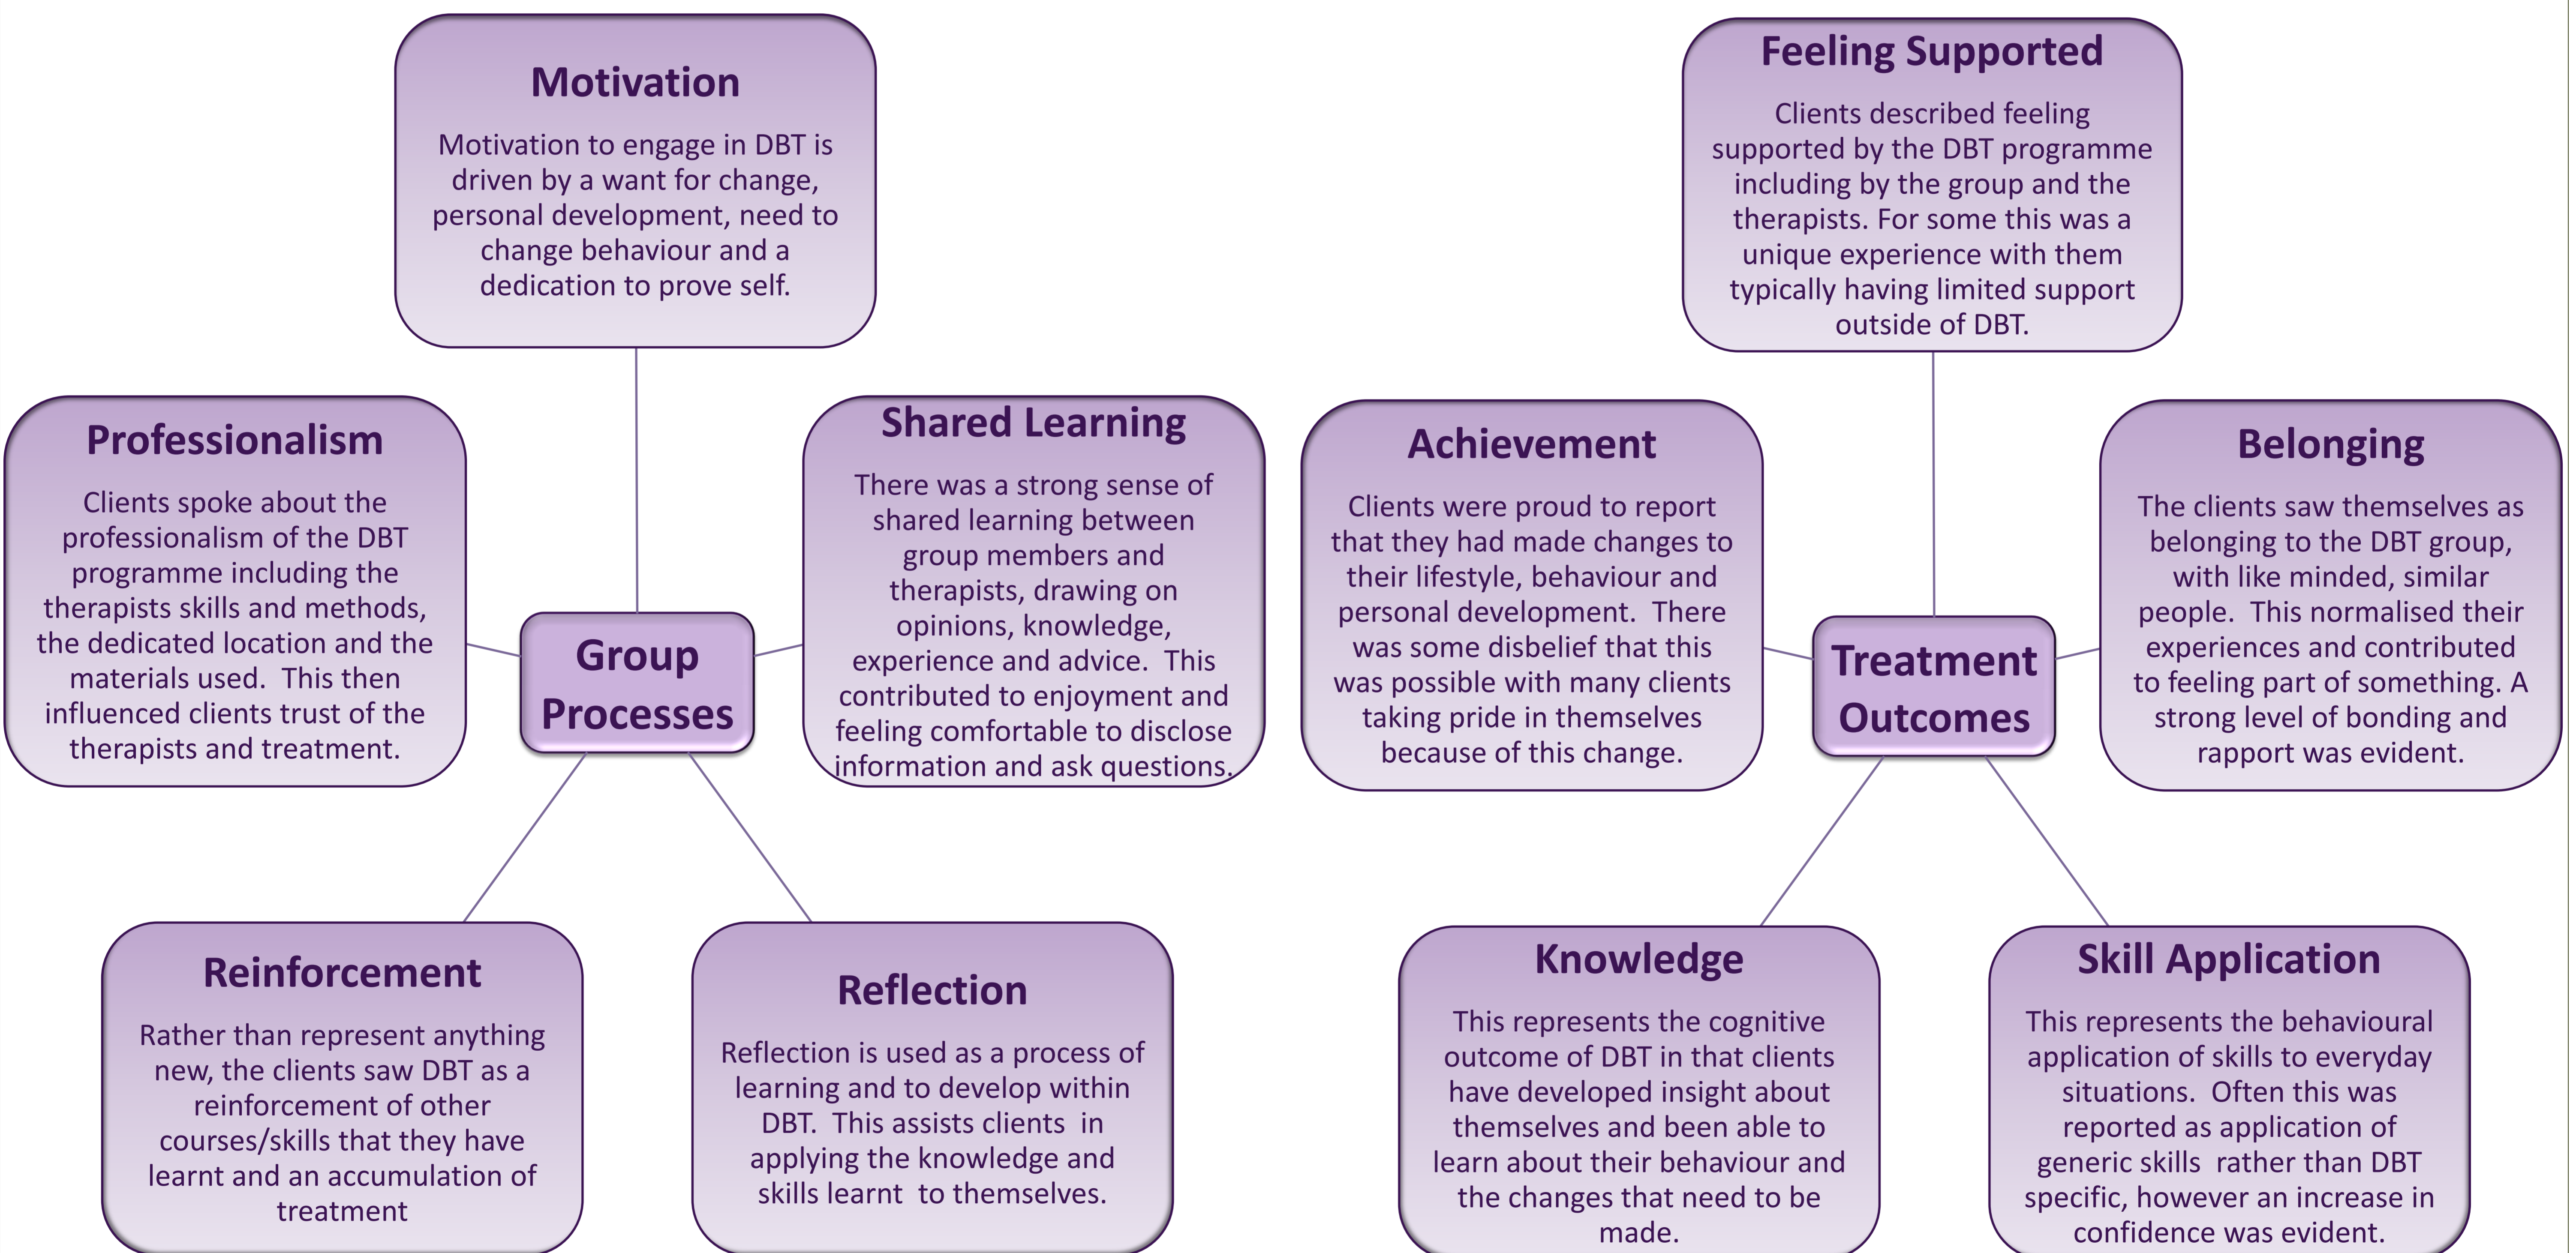 Motivation
Motivation to engage in DBT is
driven by a want for change,
personal development, need to
change behaviour and a
dedication to prove self.
Professionalism
Clients spoke about the
professionalism of the DBT
programme including the
therapists skills and methods,
the dedicated location and the
materials used.  This then
influenced clients trust of the
therapists and treatment.
Group
Processes
Shared Learning
There was a strong sense of
shared learning between
group members and
therapists, drawing on
opinions, knowledge,
experience and advice.  This
contributed to enjoyment and
feeling comfortable to disclose
information and ask questions.
Reinforcement
Rather than represent anything
new, the clients saw DBT as a
reinforcement of other
courses/skills that they have
learnt and an accumulation of
treatment
Reflection
Reflection is used as a process of
learning and to develop within
DBT.  This assists clients  in
applying the knowledge and
skills learnt  to themselves.
Feeling Supported
Clients described feeling
supported by the DBT programme
including by the group and the
therapists. For some this was a
unique experience with them
typically having limited support
outside of DBT.
Achievement
Clients were proud to report
that they had made changes to
their lifestyle, behaviour and
personal development.  There
was some disbelief that this
was possible with many clients
taking pride in themselves
because of this change.
Treatment
Outcomes
Belonging
The clients saw themselves as
belonging to the DBT group,
with like minded, similar
people.  This normalised their
experiences and contributed
to feeling part of something. A
strong level of bonding and
rapport was evident.
Knowledge
This represents the cognitive
outcome of DBT in that clients
have developed insight about
themselves and been able to
learn about their behaviour and
the changes that need to be
made.
Skill Application
This represents the behavioural
application of skills to everyday
situations.  Often this was
reported as application of
generic skills  rather than DBT
specific, however an increase in
confidence was evident.